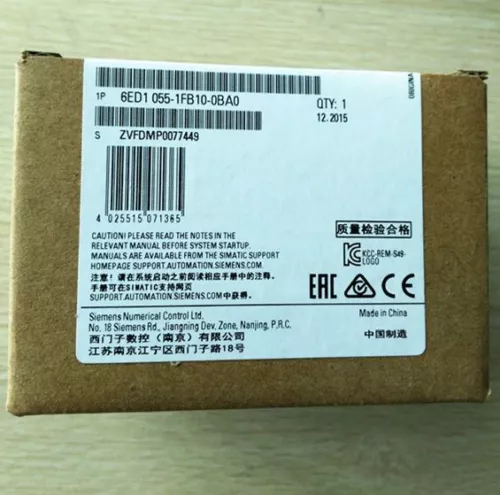 1P 6ED1 055-1FB10-0BA0
QTY: 1
12.2015
S ZVFDMP0077449
ORIGINAL
4 025515 071365
CAUTION! PLEASE READ THE NOTES IN THE
RELEVANT MANUAL BEFORE SYSTEM STARTUP.
MANUALS ARE AVAILABLE FROM THE SIMATIC SUPPORT
HOMEPAGE SUPPORT.AUTOMATION.SIEMENS.COM
注意! 请在系统启动之前阅读相应手册中的注释。
手册可在SIMATIC支持网页
SUPPORT.AUTOMATION.SIEMENS.COM中获得。
质量检验合格
KCC-REM-S49-
LOGO
EAC
Siemens Numerical Control Ltd.
No. 18 Siemens Rd., Jiangning Dev. Zone, Nanjing, P.R.C.
西门子数控（南京）有限公司
江苏南京江宁区西门子路18号
Made in China
中国制造